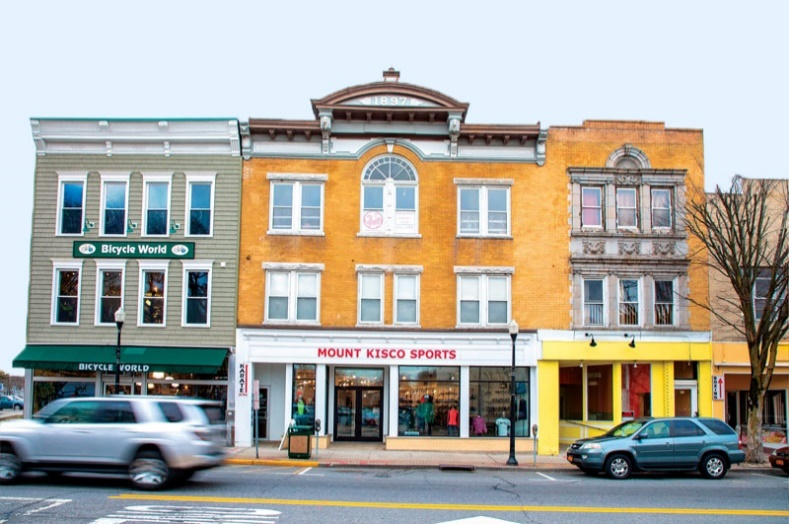 1897
Bicycle World
MOUNT KISCO SPORTS
BICYCLE WORLD
KARATE